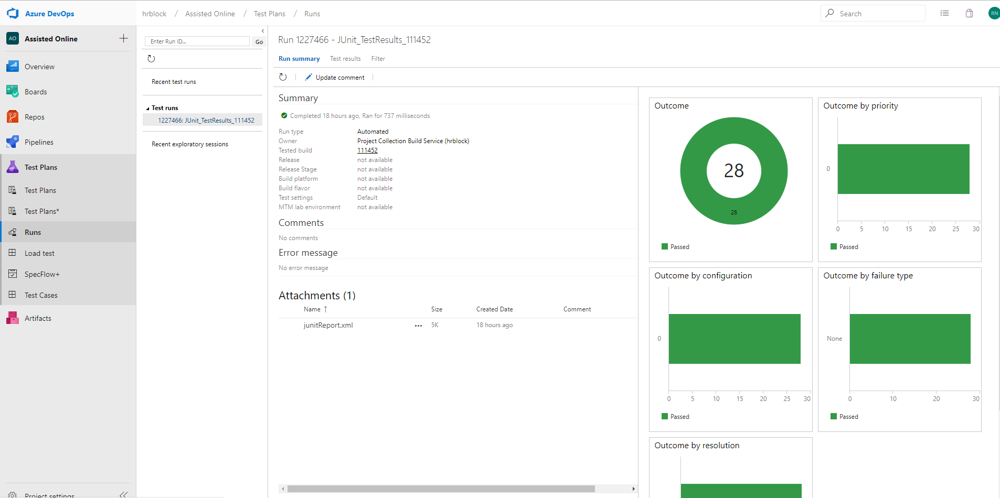 Azure DevOps
hrblock / Assisted Online / Test Plans / Runs
Search
RN
AO
Assisted Online
Overview
Boards
Repos
Pipelines
Test Plans
Test Plans
Test Plans*
Runs
Load test
SpecFlow+
Test Cases
Artifacts
Project settings
Enter Run ID...
Go
Recent test runs
Test runs
1227466: JUnit_TestResults_111452
Recent exploratory sessions
Run 1227466 - JUnit_TestResults_111452
Run summary Test results Filter
Update comment
Summary
Completed 18 hours ago, Ran for 737 milliseconds
Run type Automated
Owner Project Collection Build Service (hrblock)
Tested build 111452
Release not available
Release Stage not available
Build platform not available
Build flavor not available
Test settings Default
MTM lab environment not available
Comments
No comments
Error message
No error message
Attachments (1)
Name ↑ Size Created Date Comment
junitReport.xml ... 5K 18 hours ago
Outcome
28
28
Passed
Outcome by priority
0
0 5 10 15 20 25 30
Passed
Outcome by configuration
0
0 5 10 15 20 25 30
Passed
Outcome by failure type
None
0 10 20 30
Passed
Outcome by resolution